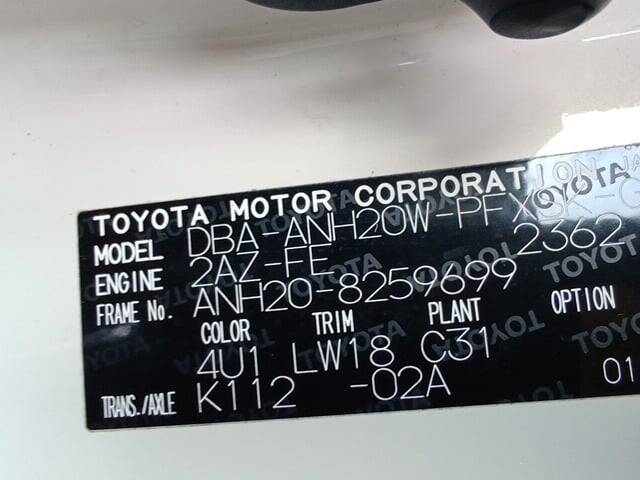 TOYOTA MOTOR CORPORATION
MODEL DBA-ANH20W-PFX
ENGINE 2AZ-FE 2362
FRAME No. ANH20-8259699
COLOR TRIM PLANT OPTION
4U1 LW18 C31
TRANS./AXLE K112 -02A 01